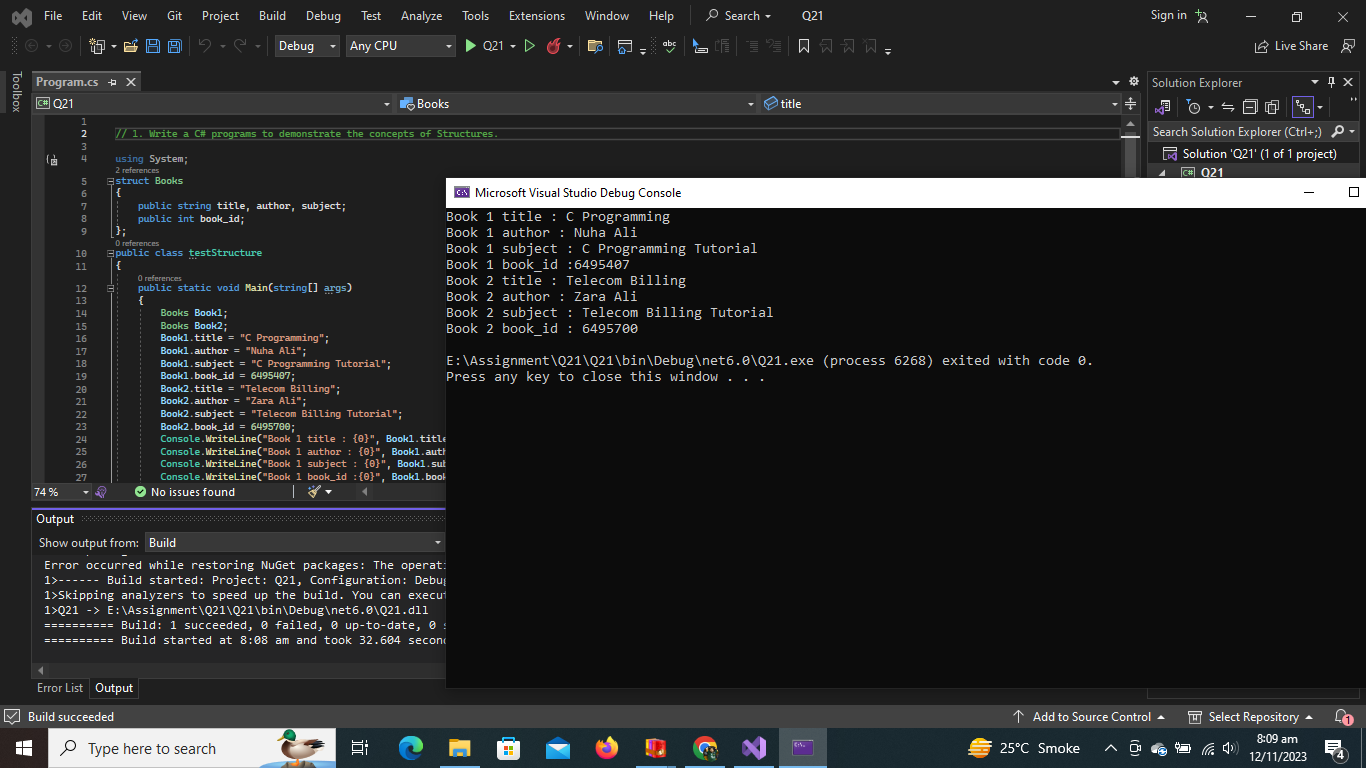 File Edit View Git Project Build Debug Test Analyze Tools Extensions Window Help Search Q21 Sign in
Debug Any CPU Q21 Live Share
Toolbox
Program.cs
Q21 Books title
1
2 // 1. Write a C# programs to demonstrate the concepts of Structures.
3
4 using System;
2 references
5 struct Books
6 {
7 public string title, author, subject;
8 public int book_id;
9 };
0 references
10 public class testStructure
11 {
0 references
12 public static void Main(string[] args)
13 {
14 Books Book1;
15 Books Book2;
16 Book1.title = "C Programming";
17 Book1.author = "Nuha Ali";
18 Book1.subject = "C Programming Tutorial";
19 Book1.book_id = 6495407;
20 Book2.title = "Telecom Billing";
21 Book2.author = "Zara Ali";
22 Book2.subject = "Telecom Billing Tutorial";
23 Book2.book_id = 6495700;
24 Console.WriteLine("Book 1 title : {0}", Book1.title
25 Console.WriteLine("Book 1 author : {0}", Book1.auth
26 Console.WriteLine("Book 1 subject : {0}", Book1.sub
27 Console.WriteLine("Book 1 book_id :{0}", Book1.book
74 % No issues found
Output
Show output from: Build
Error occurred while restoring NuGet packages: The operati
1>------ Build started: Project: Q21, Configuration: Debug
1>Skipping analyzers to speed up the build. You can execut
1>Q21 -> E:\Assignment\Q21\Q21\bin\Debug\net6.0\Q21.dll
========== Build: 1 succeeded, 0 failed, 0 up-to-date, 0 s
========== Build started at 8:08 am and took 32.604 secon
Error List Output
Solution Explorer
Search Solution Explorer (Ctrl+;)
Solution 'Q21' (1 of 1 project)
Q21
Microsoft Visual Studio Debug Console
Book 1 title : C Programming
Book 1 author : Nuha Ali
Book 1 subject : C Programming Tutorial
Book 1 book_id :6495407
Book 2 title : Telecom Billing
Book 2 author : Zara Ali
Book 2 subject : Telecom Billing Tutorial
Book 2 book_id : 6495700
E:\Assignment\Q21\Q21\bin\Debug\net6.0\Q21.exe (process 6268) exited with code 0.
Press any key to close this window . . .
Build succeeded Add to Source Control Select Repository 1
Type here to search 25°C Smoke 8:09 am
12/11/2023 4